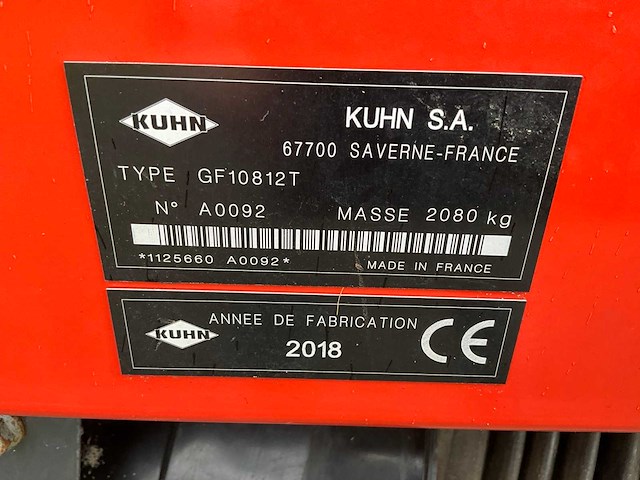 KUHN
KUHN S.A.
67700 SAVERNE-FRANCE
TYPE GF10812T
N° A0092 MASSE 2080 kg
*1125660 A0092* MADE IN FRANCE
KUHN
ANNEE DE FABRICATION
2018
CE